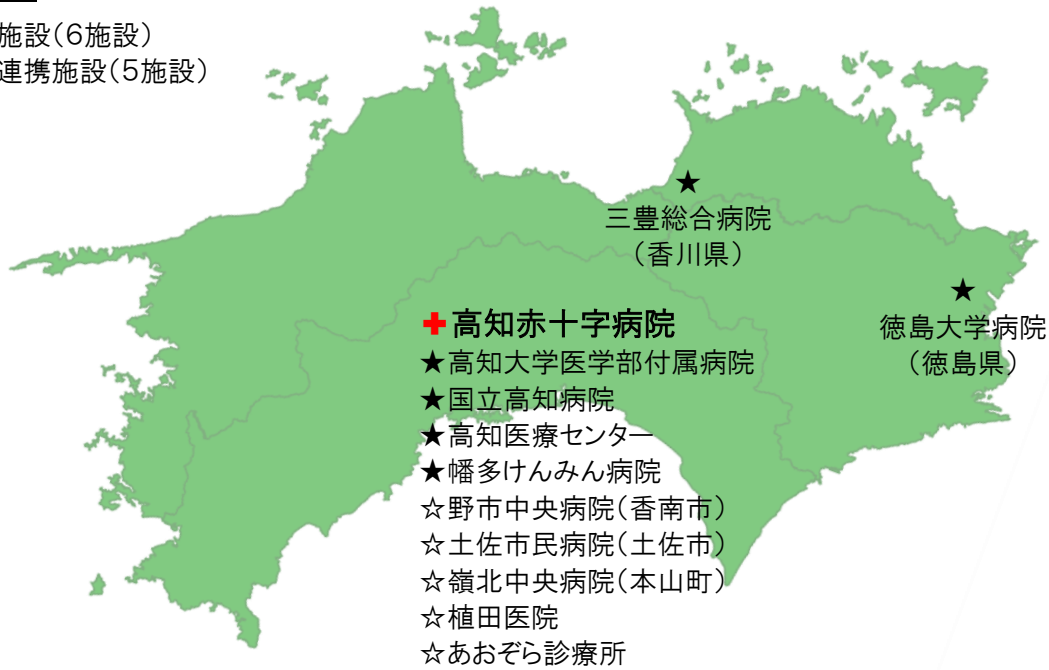 施設(6施設)
連携施設(5施設)
★
三豊総合病院
(香川県)
★
徳島大学病院
(徳島県)
✚高知赤十字病院
★高知大学医学部付属病院
★国立高知病院
★高知医療センター
★幡多けんみん病院
☆野市中央病院(香南市)
☆土佐市民病院(土佐市)
☆嶺北中央病院(本山町)
☆植田医院
☆あおぞら診療所